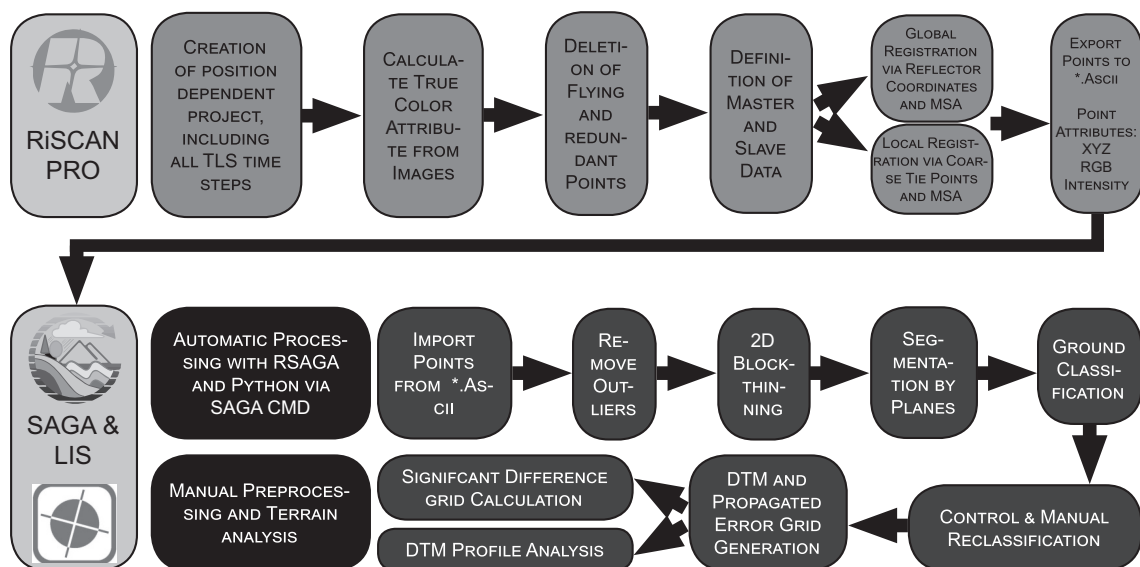 RiSCAN
PRO
Creation
of position
dependent
project,
including
all TLS time
steps
Calcula-
te True
Color
Attribu-
te from
Images
Deleti-
on of
Flying
and
redun-
dant
Points
Defini-
tion of
Master
and
Slave
Data
Global
Registration
via Reflector
Coordinates
and MSA
Local Regist-
ration via Coar-
se Tie Points
and MSA
Export
Points to
*.Ascii
Point
Attributes:
XYZ
RGB
Intensity
SAGA &
LIS
Automatic Proces-
sing with RSAGA
and Python via
SAGA CMD
Import
Points
from *.As-
cii
Re-
move
Out-
liers
2D
Block-
thin-
ning
Seg-
menta-
tion by
Planes
Ground
Classifi-
cation
Manual Preproces-
sing and Terrain
analysis
Signifcant Difference
grid Calculation
DTM Profile Analysis
DTM and
Propagated
Error Grid
Generation
Control & Manual
Reclassification